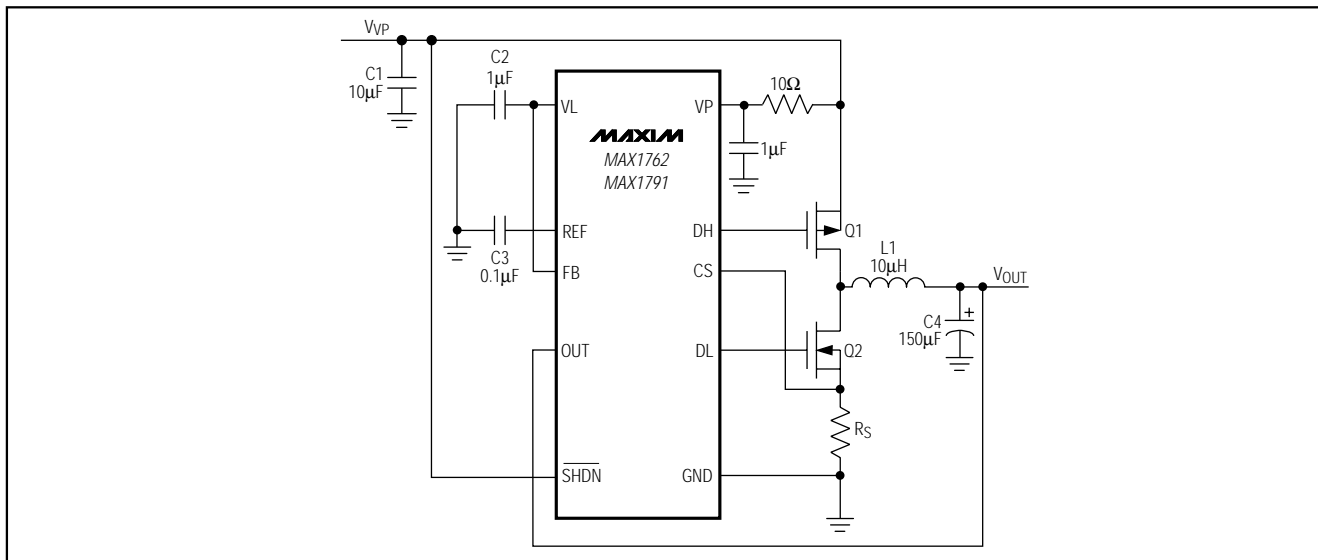 VVP
C1
10μF
C2
1μF
VL
VP
10Ω
1μF
MAXIM
MAX1762
MAX1791
REF
C3
0.1μF
FB
DH
CS
Q1
L1
10μH
VOUT
C4
+
150μF
OUT
DL
Q2
RS
SHDN
GND